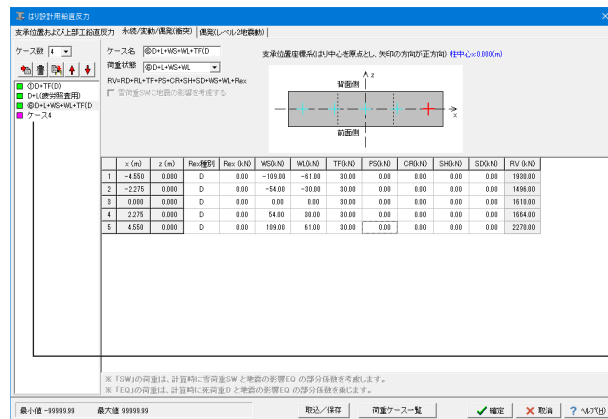 はり設計用鉛直反力
支承位置および上部工鉛直反力 永続/変動/偶発(衝突) 偶発(レベル2地震動)
ケース数 4
ケース名 ⑥D+L+WS+WL+TF(D
荷重状態 ⑥D+L+WS+WL
RV=RD+RL+TF+PS+CR+SH+SD+WS+WL+Rex
雪荷重SWに地震の影響を考慮する
支承位置座標系(はり中心を原点とし、矢印の方向が正方向) 柱中心x:0.000(m)
①D+TF(D)
D+L(疲労照査用)
⑥D+L+WS+WL+TF(D
ケース4
z
背面側
x
前面側
x (m) z (m) Rex種別 Rex (kN) WS(kN) WL(kN) TF(kN) PS(kN) CR(kN) SH(kN) SD(kN) RV (kN)
1 -4.550 0.000 D 0.00 -109.00 -61.00 30.00 0.00 0.00 0.00 0.00 1930.00
2 -2.275 0.000 D 0.00 -54.00 -30.00 30.00 0.00 0.00 0.00 0.00 1496.00
3 0.000 0.000 D 0.00 0.00 0.00 30.00 0.00 0.00 0.00 0.00 1610.00
4 2.275 0.000 D 0.00 54.00 30.00 30.00 0.00 0.00 0.00 0.00 1664.00
5 4.550 0.000 D 0.00 109.00 61.00 30.00 0.00 0.00 0.00 0.00 2270.00
※「SW」の荷重は、計算時に雪荷重SW と地震の影響EQ の部分係数を考慮します。
※「EQ」の荷重は、計算時に死荷重D と地震の影響EQ の部分係数を乗じます。
最小値 -99999.99 最大値 99999.99
取込/保存 荷重ケース一覧 確定 取消 ? ヘルプ(H)